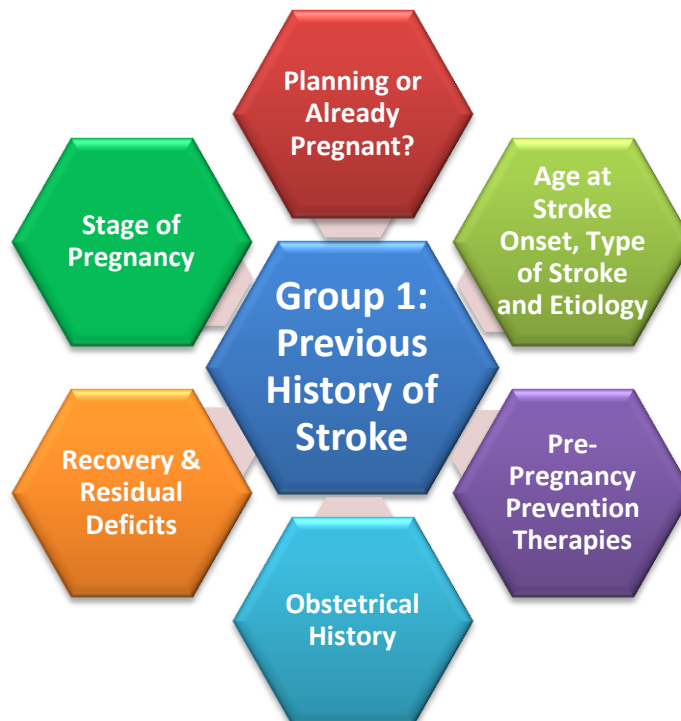 Planning or
Already
Pregnant?
Age at
Stroke
Onset, Type
of Stroke
and Etiology
Pre-
Pregnancy
Prevention
Therapies
Obstetrical
History
Recovery &
Residual
Deficits
Stage of
Pregnancy
Group 1:
Previous
History of
Stroke